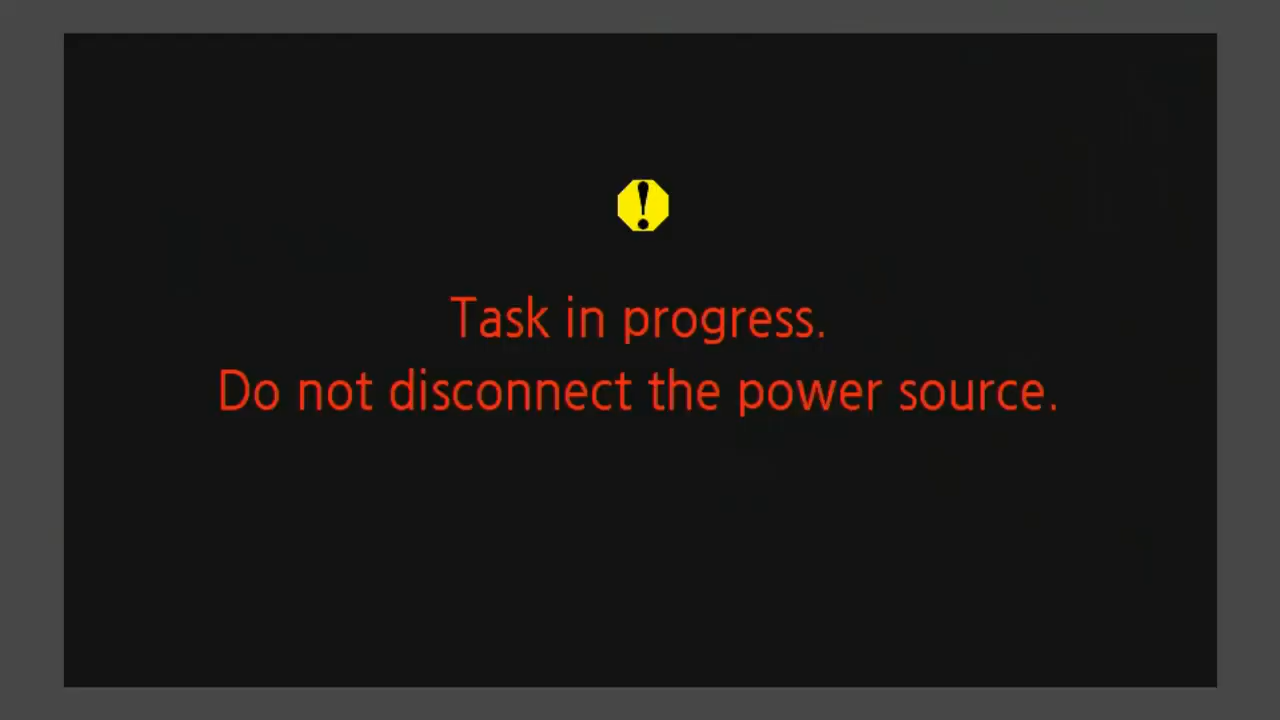 Task in progress.
Do not disconnect the power source.